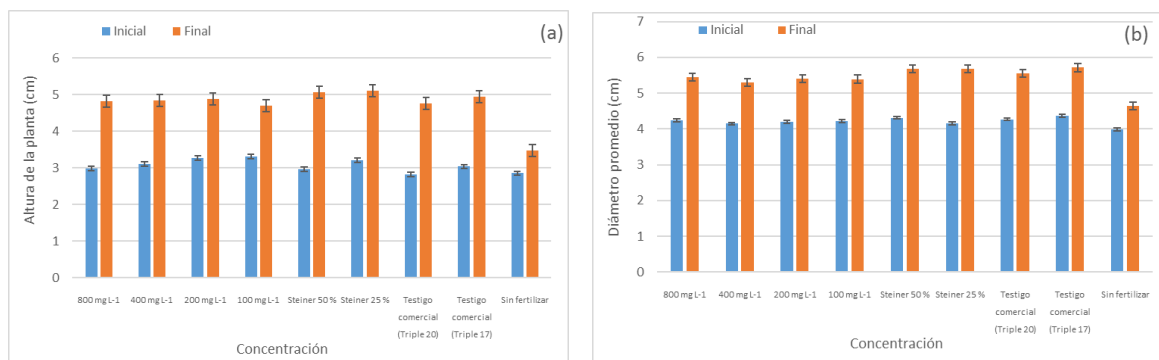 Inicial Final
(a)
Altura de la planta (cm)
6
5
4
3
2
1
0
800 mg L-1 400 mg L-1 200 mg L-1 100 mg L-1 Steiner 50 % Steiner 25 % Testigo comercial (Triple 20) Testigo comercial (Triple 17) Sin fertilizar
Concentración
Inicial Final
(b)
Diámetro promedio (cm)
7
6
5
4
3
2
1
0
800 mg L-1 400 mg L-1 200 mg L-1 100 mg L-1 Steiner 50 % Steiner 25 % Testigo comercial (Triple 20) Testigo comercial (Triple 17) Sin fertilizar
Concentración